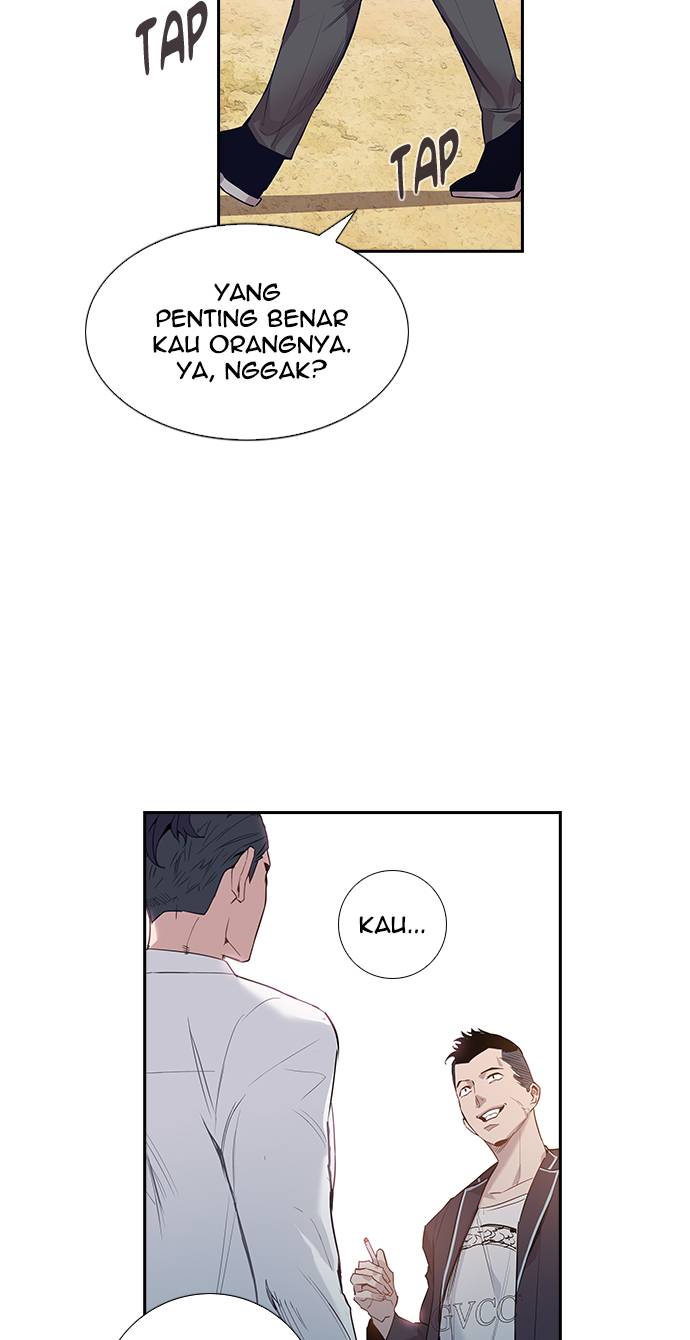 TAP
TAP
YANG
PENTING BENAR
KAU ORANGNYA.
YA, NGGAK?
KAU...
GVCC